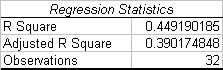 Regression Statistics
R Square 0.449190185
Adjusted R Square 0.390174848
Observations 32